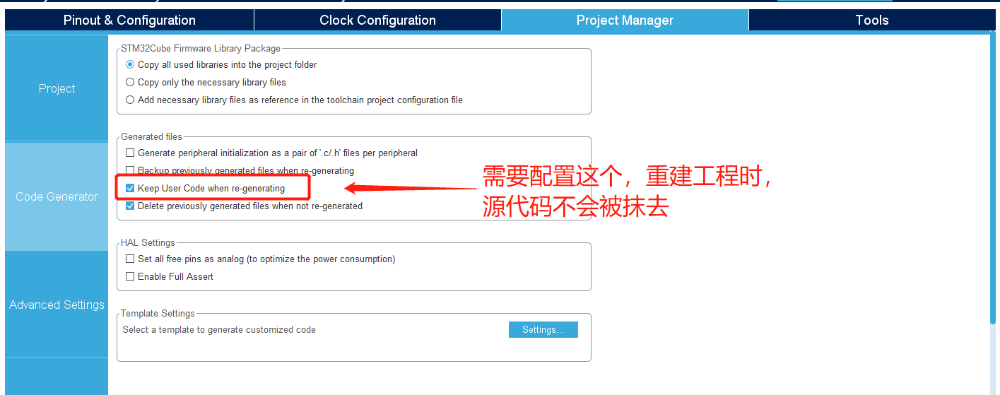 Pinout & Configuration
Clock Configuration
Project Manager
Tools
Project
Code Generator
Advanced Settings
STM32Cube Firmware Library Package
Copy all used libraries into the project folder
Copy only the necessary library files
Add necessary library files as reference in the toolchain project configuration file
Generated files
Generate peripheral initialization as a pair of '.c/.h' files per peripheral
Backup previously generated files when re-generating
Keep User Code when re-generating
Delete previously generated files when not re-generated
需要配置这个，重建工程时，
源代码不会被抹去
HAL Settings
Set all free pins as analog (to optimize the power consumption)
Enable Full Assert
Template Settings
Select a template to generate customized code
Settings...